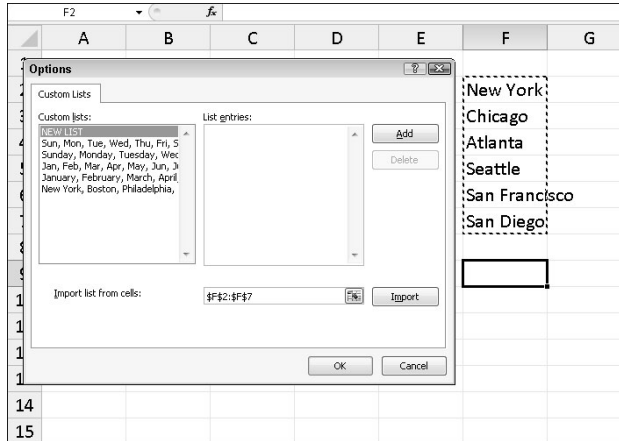 F2 fx
A B C D E F G
Options
Custom Lists
Custom lists: List entries:
NEW LIST
Sun, Mon, Tue, Wed, Thu, Fri, S
Sunday, Monday, Tuesday, Wed
Jan, Feb, Mar, Apr, May, Jun, Ju
January, February, March, April,
New York, Boston, Philadelphia,
Add
Delete
Import list from cells: $F$2:$F$7 Import
OK Cancel
New York
Chicago
Atlanta
Seattle
San Francisco
San Diego
14
15